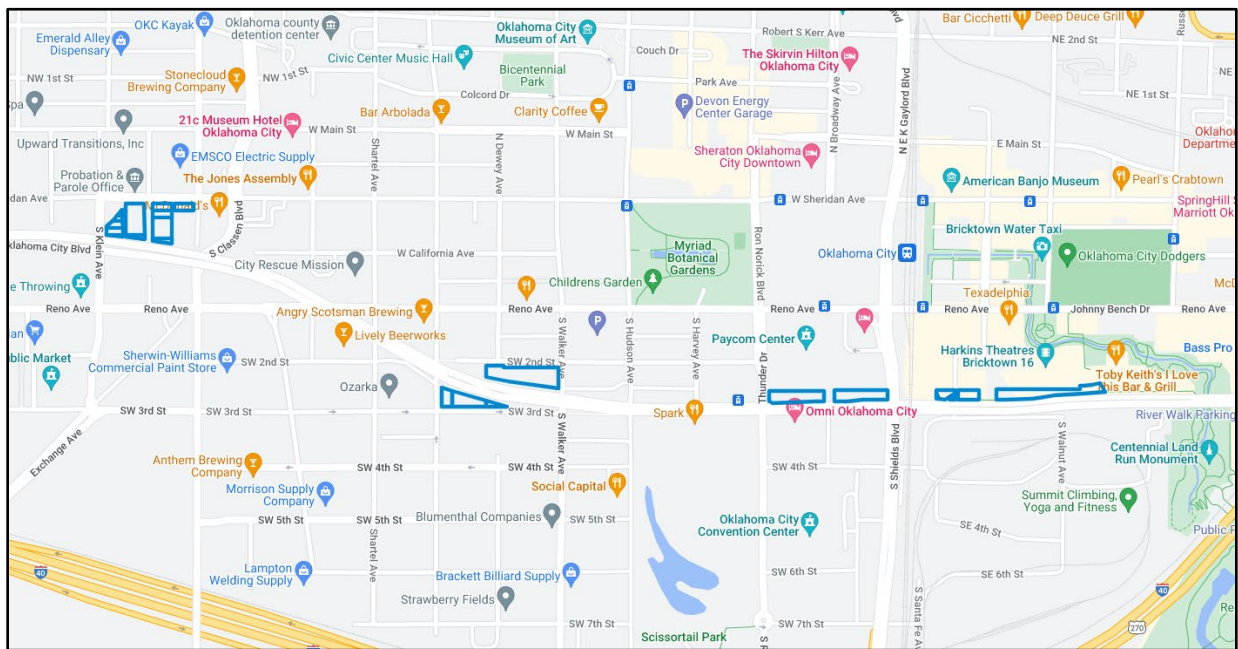 OKC Kayak
Oklahoma county
detention center
Emerald Alley
Dispensary
Oklahoma City
Museum of Art
Robert S Kerr Ave
Bar Cicchetti
Deep Deuce Grill
NE 2nd St
Civic Center Music Hall
Couch Dr
The Skirvin Hilton
Oklahoma City
NW 1st St
NW 1st St
Stonecloud
Brewing Company
Bicentennial
Park
Park Ave
NE
Colcord Dr
Devon Energy
Center Garage
N Broadway Ave
N E K Gaylord Blvd
NE 1st St
Spa
Bar Arbolada
Clarity Coffee
21c Museum Hotel
Oklahoma City
W Main St
W Main St
E Main St
Upward Transitions, Inc
EMSCO Electric Supply
Shartel Ave
N Dewey Ave
Sheraton Oklahoma
City Downtown
The Jones Assembly
Probation &
Parole Office
American Banjo Museum
Pearl's Crabtown
McDonald's
W Sheridan Ave
SpringHill
Marriott Ok
Bricktown Water Taxi
S Klein Ave
S Classen Blvd
Myriad
Botanical
Gardens
Ron Norick Blvd
Oklahoma City
Oklahoma City Dodgers
W California Ave
City Rescue Mission
Childrens Garden
e Throwing
Texadelphia
Reno Ave
Reno Ave
Reno Ave
Reno Ave
Johnny Bench Dr
Reno Ave
Angry Scotsman Brewing
Lively Beerworks
S Walker Ave
S Hudson Ave
S Harvey Ave
Paycom Center
Harkins Theatres
Bricktown 16
Bass Pro
Sherwin-Williams
Commercial Paint Store
SW 2nd St
SW 2nd St
Ozarka
Thunder Dr
Toby Keith's I Love
This Bar & Grill
SW 3rd St
SW 3rd St
SW 3rd St
Spark
Omni Oklahoma City
River Walk Parking
Exchange Ave
S Walker Ave
S Shields Blvd
S Walnut Ave
Centennial Land
Run Monument
Anthem Brewing
Company
SW 4th St
SW 4th St
SW 4th St
Morrison Supply
Company
Social Capital
Summit Climbing,
Yoga and Fitness
SW 5th St
SW 5th St
Blumenthal Companies
SW 5th St
Oklahoma City
Convention Center
SE 4th St
Shartel Ave
40
Lampton
Welding Supply
Brackett Billiard Supply
SW 6th St
SE 6th St
40
Strawberry Fields
S Santa Fe Ave
SW 7th St
SW 7th St
270
Scissortail Park
40